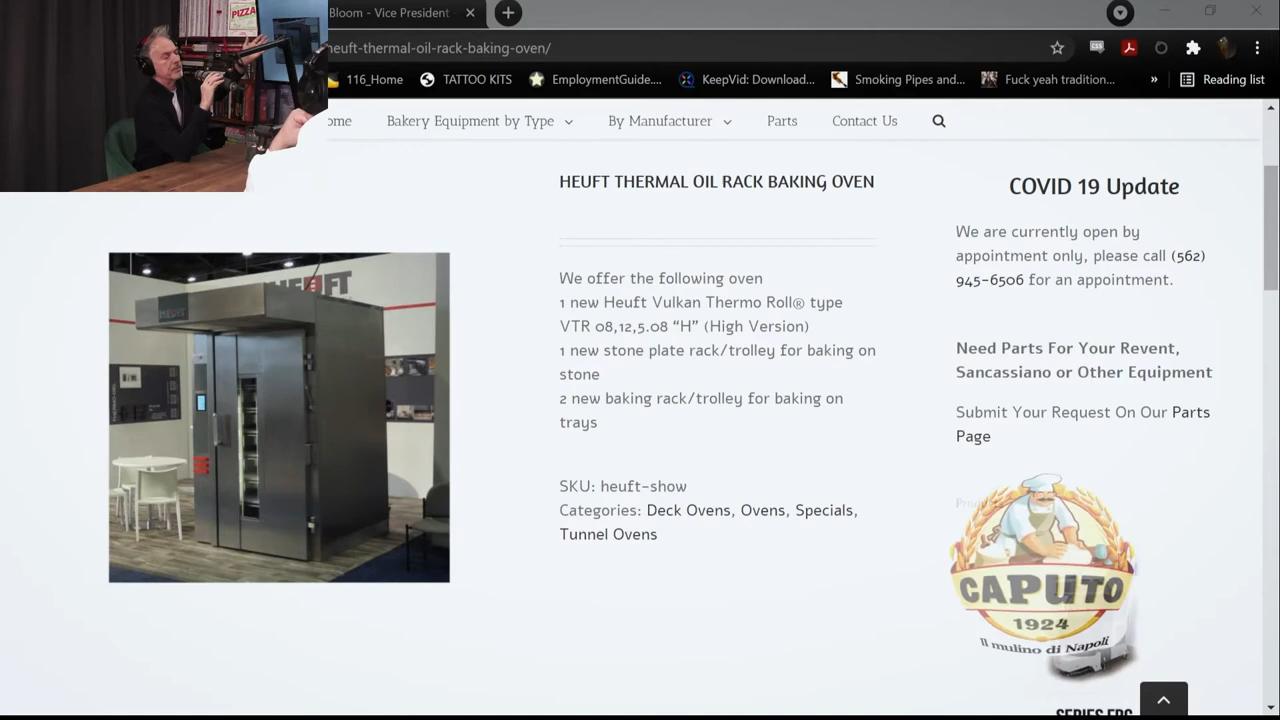 PIZZA
Bloom - Vice President
heuft-thermal-oil-rack-baking-oven/
116_Home
TATTOO KITS
EmploymentGuide....
KeepVid: Download...
Smoking Pipes and...
Fuck yeah tradition...
»
Reading list
ome
Bakery Equipment by Type
By Manufacturer
Parts
Contact Us
HEUFT THERMAL OIL RACK BAKING OVEN
We offer the following oven
1 new Heuft Vulkan Thermo Roll® type
VTR 08,12,5.08 “H” (High Version)
1 new stone plate rack/trolley for baking on
stone
2 new baking rack/trolley for baking on
trays
SKU: heuft-show
Categories: Deck Ovens, Ovens, Specials,
Tunnel Ovens
HEUFT
HEUFT
COVID 19 Update
We are currently open by
appointment only, please call (562)
945-6506 for an appointment.
Need Parts For Your Revent,
Sancassiano or Other Equipment
Submit Your Request On Our Parts
Page
CAPUTO
1924
Il mulino di Napoli